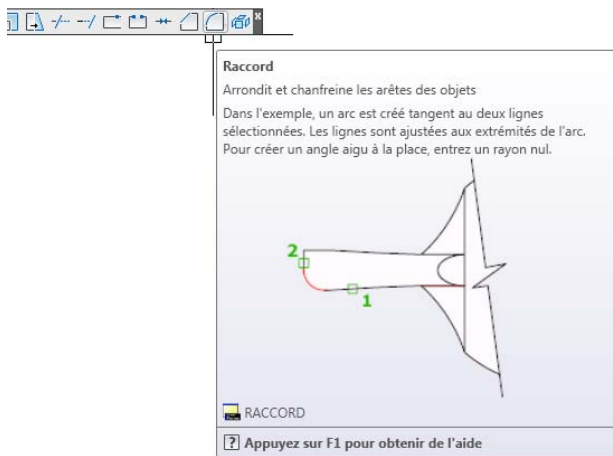 Raccord
Arrondit et chanfreine les arêtes des objets
Dans l'exemple, un arc est créé tangent au deux lignes
sélectionnées. Les lignes sont ajustées aux extrémités de l'arc.
Pour créer un angle aigu à la place, entrez un rayon nul.
2
1
RACCORD
? Appuyez sur F1 pour obtenir de l'aide